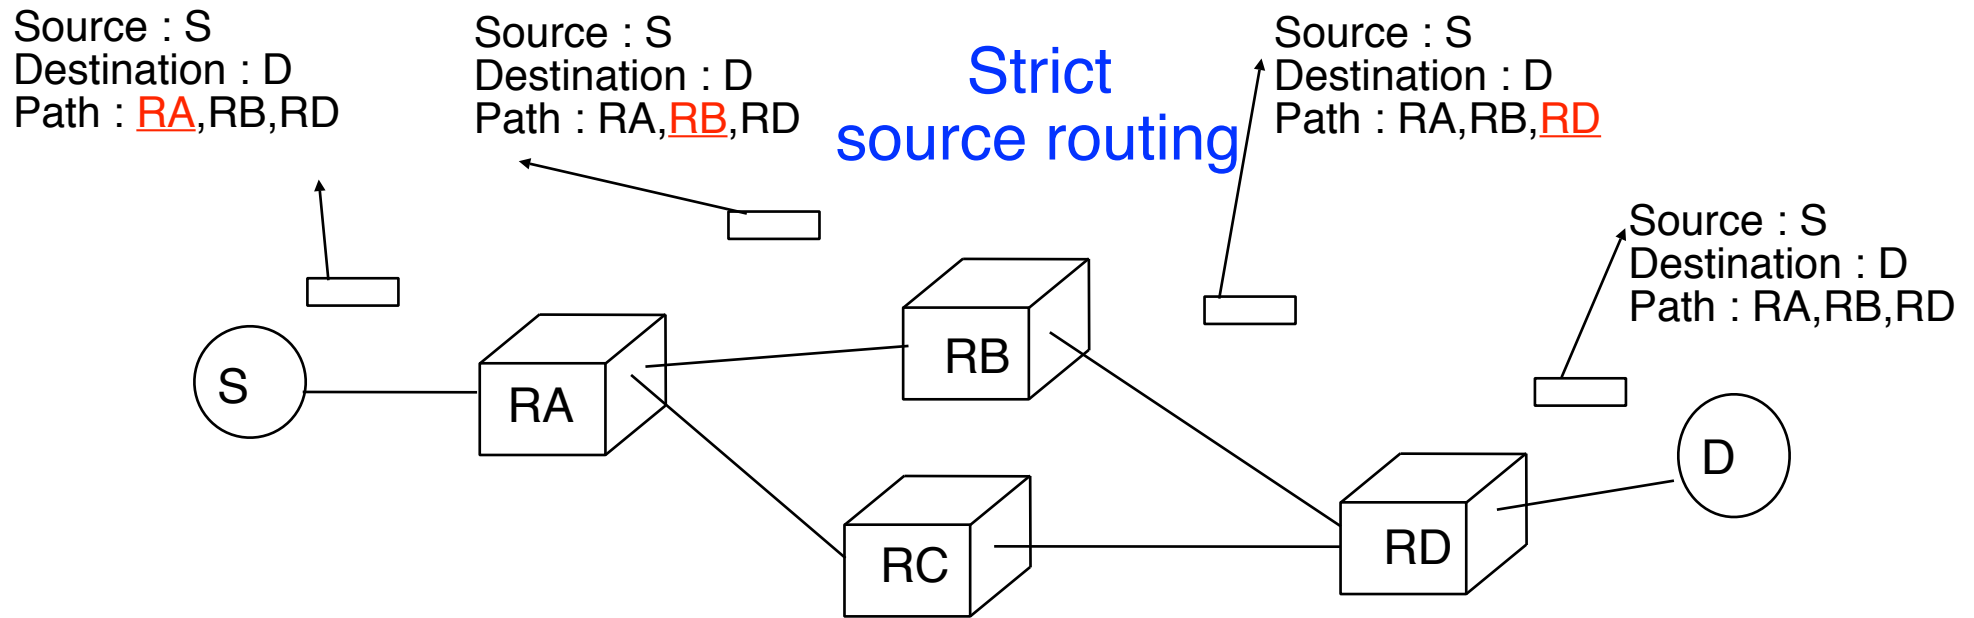 Source : S
Destination : D
Path : RA,RB,RD
Source : S
Destination : D
Path : RA,RB,RD
Strict
source routing
Source : S
Destination : D
Path : RA,RB,RD
Source : S
Destination : D
Path : RA,RB,RD
S
RA
RB
RC
RD
D